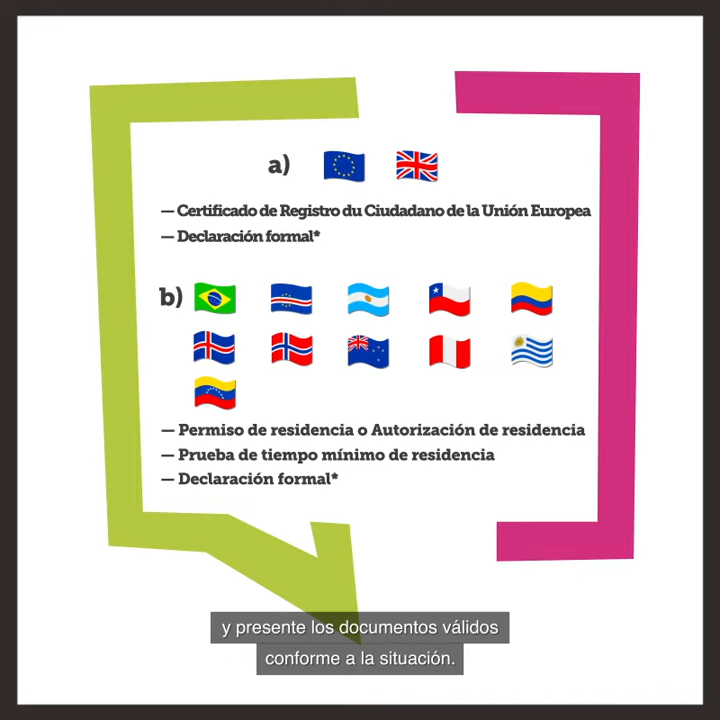 a)
— Certificado de Registro du Ciudadano de la Unión Europea
— Declaración formal*
b)
— Permiso de residencia o Autorización de residencia
— Prueba de tiempo mínimo de residencia
— Declaración formal*
y presente los documentos válidos
conforme a la situación.